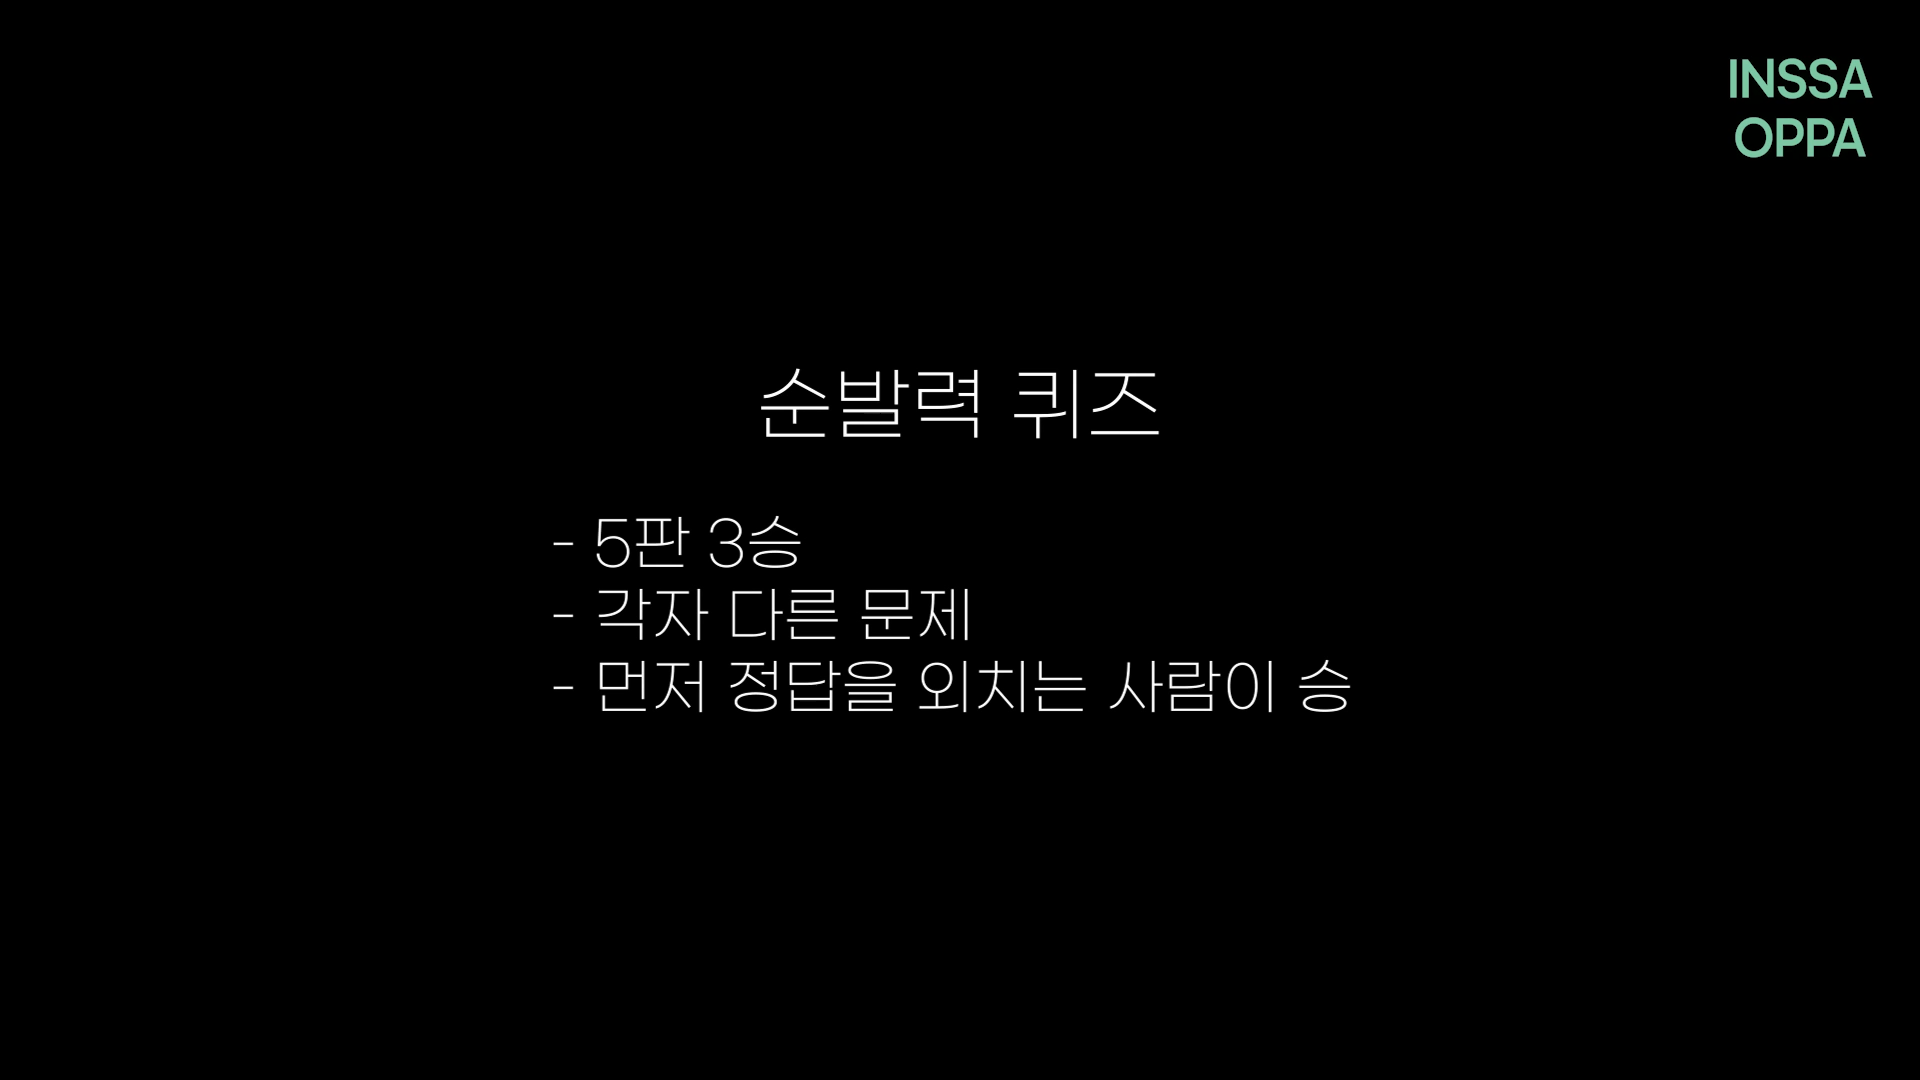 INSSA
OPPA
순발력 퀴즈
- 5판 3승
- 각자 다른 문제
- 먼저 정답을 외치는 사람이 승